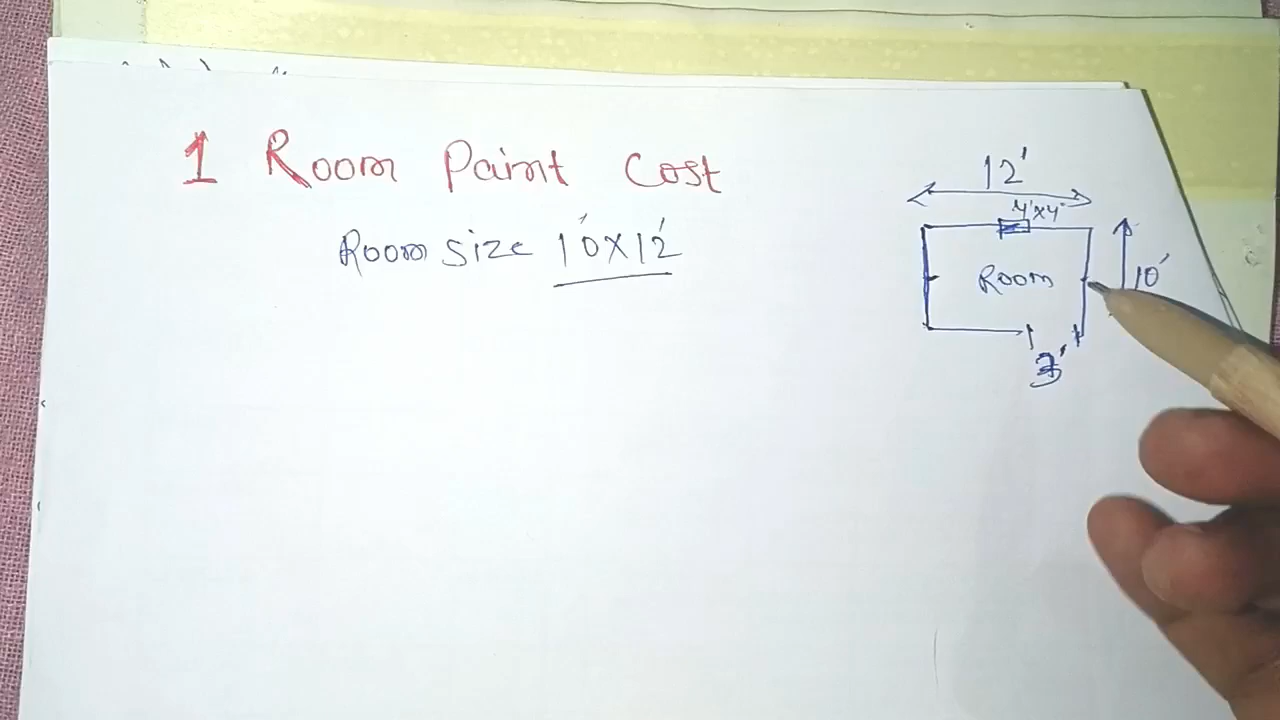 1 Room Paint Cost
Room size 10'X12'
12'
4'x4'
Room
10'
3'